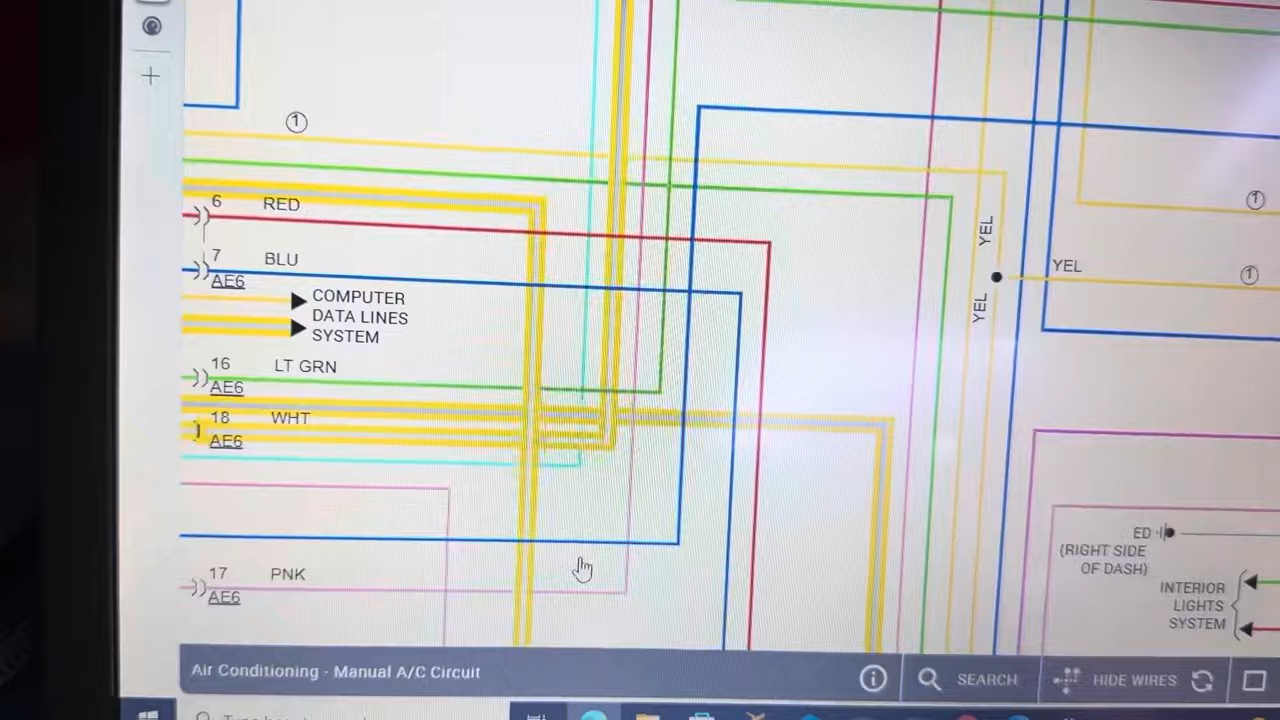 1
6 RED
7 BLU
AE6
COMPUTER
DATA LINES
SYSTEM
16 LT GRN
AE6
18 WHT
AE6
17 PNK
AE6
YEL
YEL
YEL
1
1
ED
(RIGHT SIDE
OF DASH)
INTERIOR
LIGHTS
SYSTEM
Air Conditioning - Manual A/C Circuit
SEARCH
HIDE WIRES